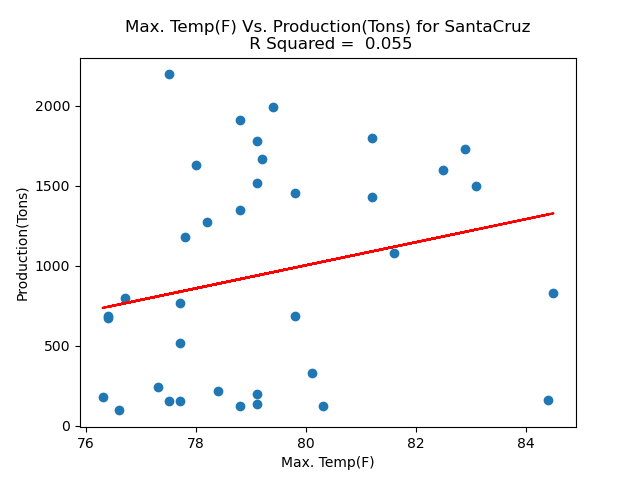 Max. Temp(F) Vs. Production(Tons) for SantaCruz
R Squared =  0.055
Production(Tons)
2000
1500
1000
500
0
76
78
80
82
84
Max. Temp(F)